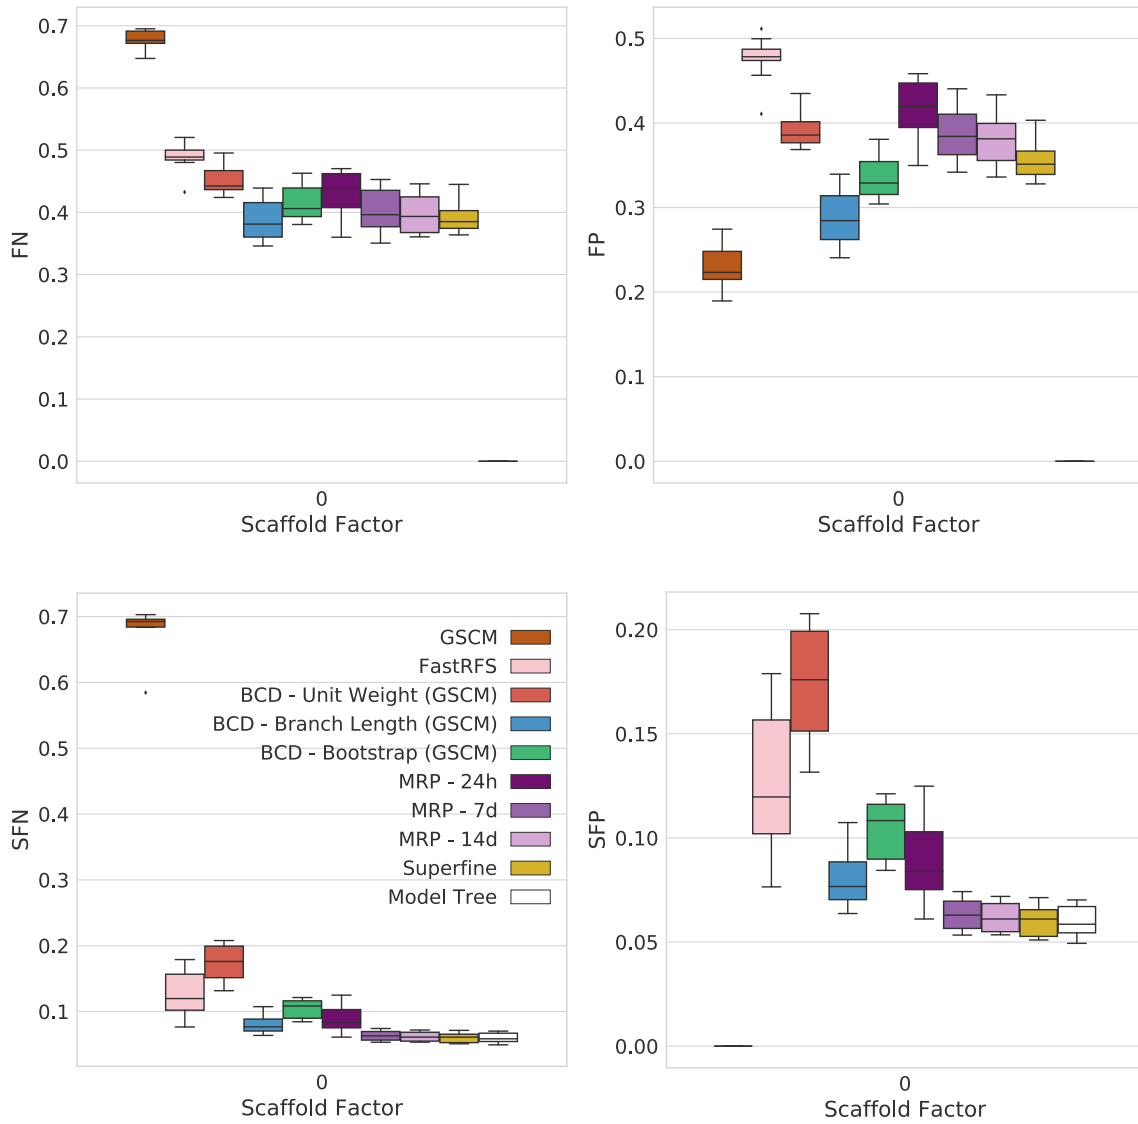 0.7
0.6
0.5
0.4
0.3
0.2
0.1
0.0
FN
0
Scaffold Factor
0.5
0.4
0.3
0.2
0.1
0.0
FP
0
Scaffold Factor
0.7
0.6
0.5
0.4
0.3
0.2
0.1
SFN
GSCM
FastRFS
BCD - Unit Weight (GSCM)
BCD - Branch Length (GSCM)
BCD - Bootstrap (GSCM)
MRP - 24h
MRP - 7d
MRP - 14d
Superfine
Model Tree
0
Scaffold Factor
0.20
0.15
0.10
0.05
0.00
SFP
0
Scaffold Factor